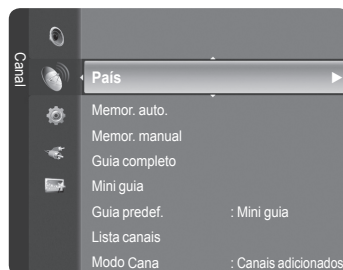 Canal
País
Memor. auto.
Memor. manual
Guia completo
Mini guia
Guia predef. : Mini guia
Lista canais
Modo Cana : Canais adicionados